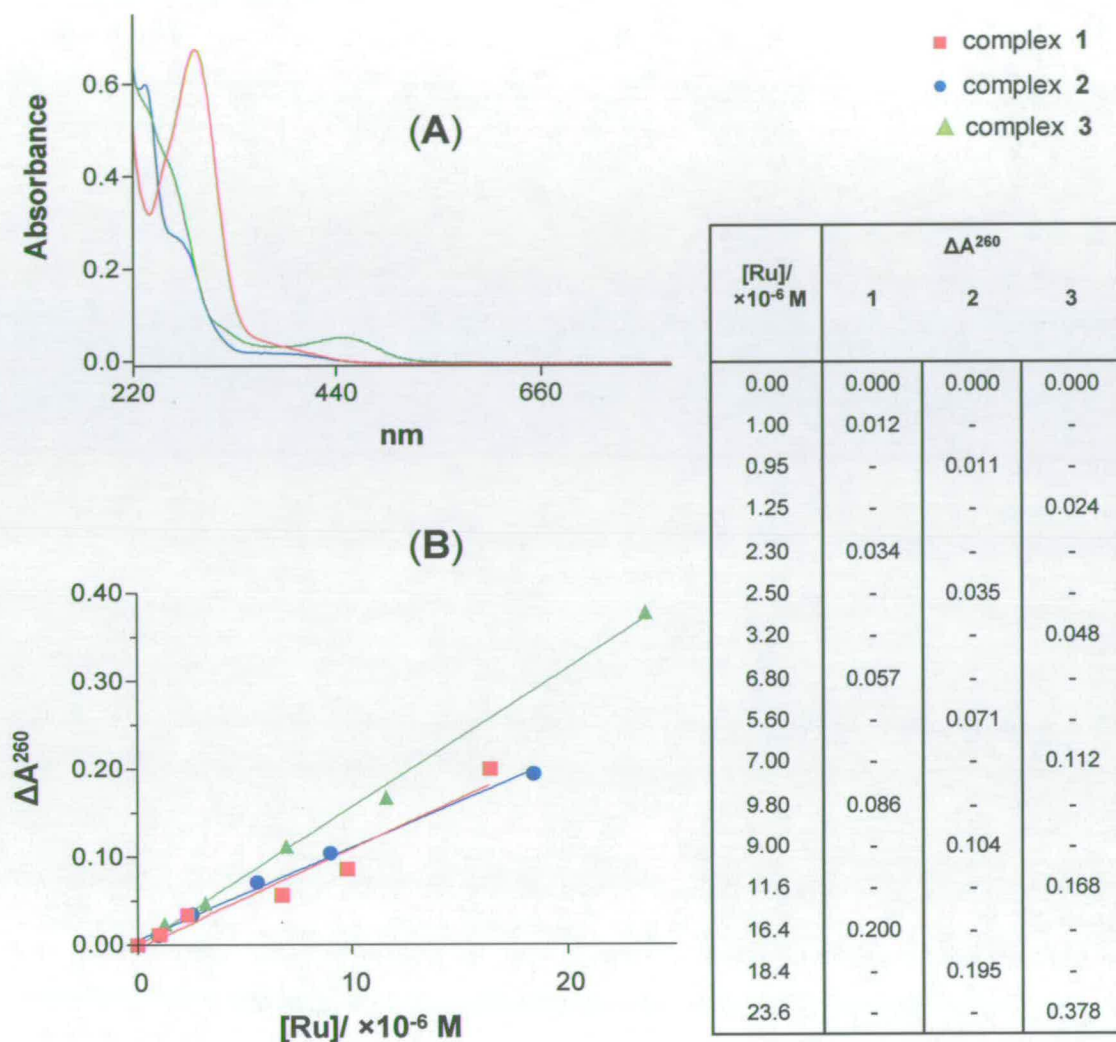 complex 1
complex 2
complex 3
(A)
Absorbance
0.6
0.4
0.2
0.0
220 440 660
nm
(B)
ΔA²⁶⁰
0.40
0.30
0.20
0.10
0.00
0 10 20
[Ru]/ ×10⁻⁶ M
[Ru]/ ×10⁻⁶ M ΔA²⁶⁰
1 2 3
0.00 0.000 0.000 0.000
1.00 0.012 - -
0.95 - 0.011 -
1.25 - - 0.024
2.30 0.034 - -
2.50 - 0.035 -
3.20 - - 0.048
6.80 0.057 - -
5.60 - 0.071 -
7.00 - - 0.112
9.80 0.086 - -
9.00 - 0.104 -
11.6 - - 0.168
16.4 0.200 - -
18.4 - 0.195 -
23.6 - - 0.378